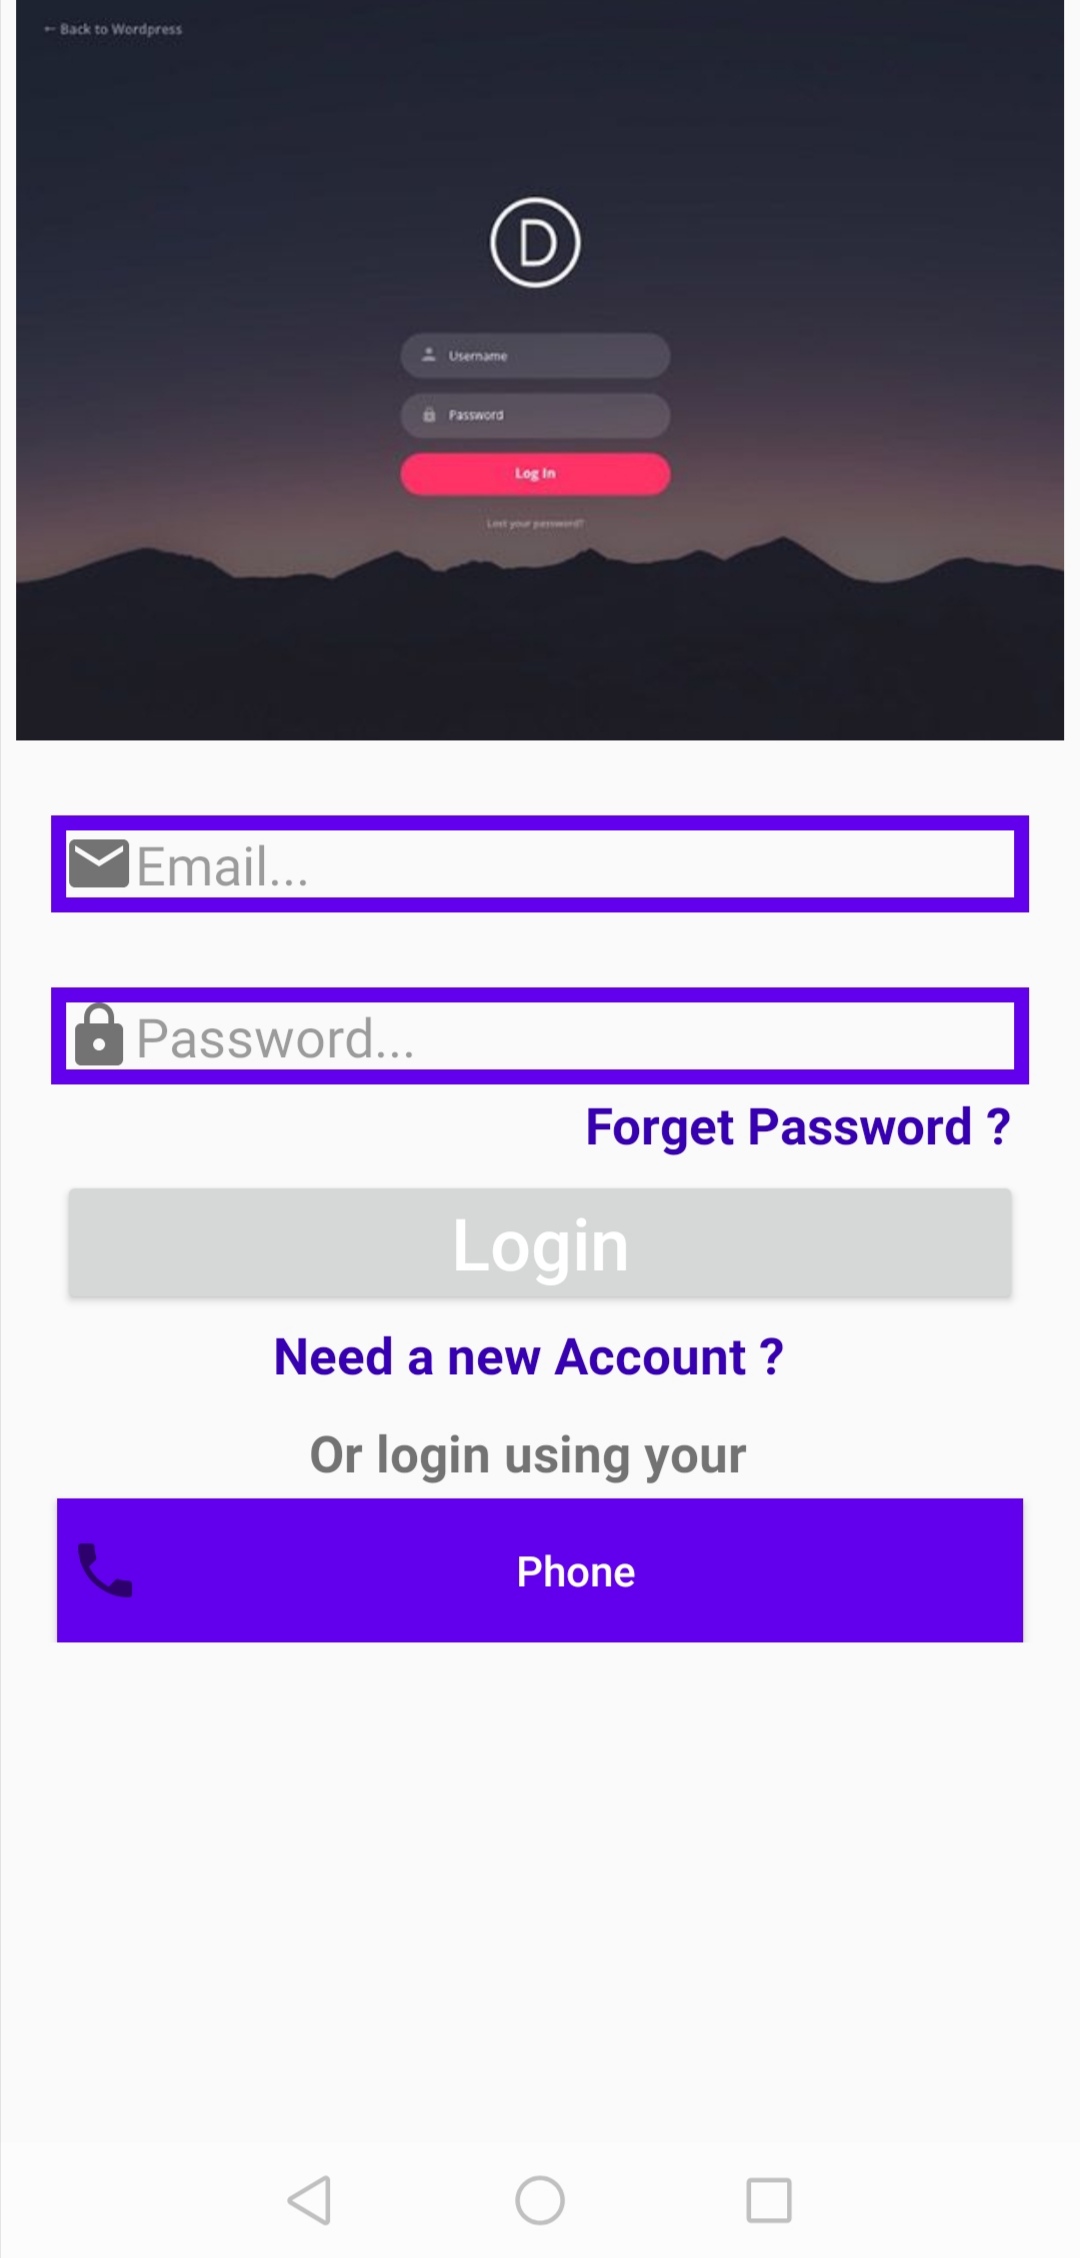 ← Back to Wordpress
D
Username
Password
Log In
Lost your password?
Email...
Password...
Forget Password ?
Login
Need a new Account ?
Or login using your
Phone